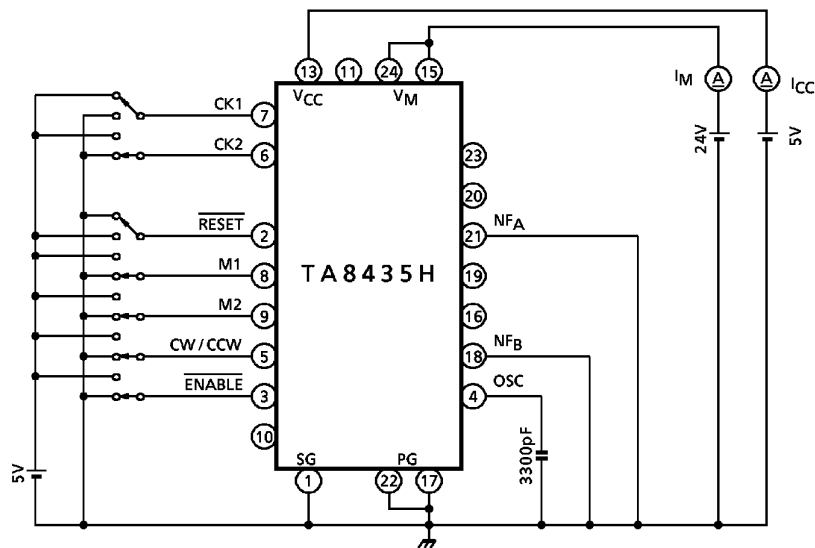 13 11 24 15
VCC VM
IM A A ICC
24V 5V
CK1 7
CK2 6
23
20
RESET 2
21 NFA
M1 8
TA8435H
19
M2 9
16
CW / CCW 5
18 NFB
ENABLE 3
4 OSC
10
3300pF
5V
SG PG
1 22 17